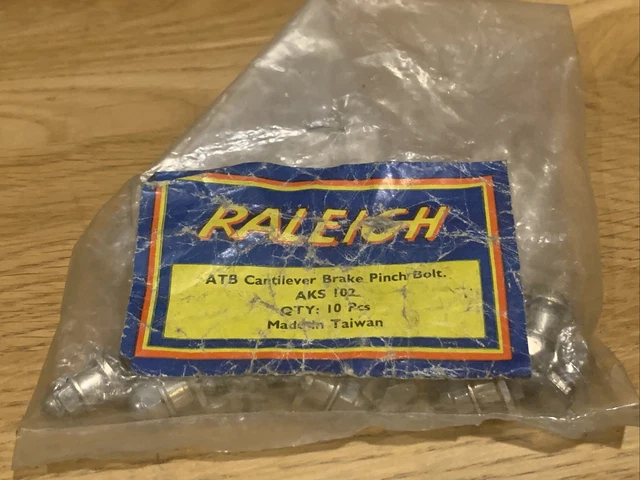 RALEIGH
ATB Cantilever Brake Pinch Bolt.
AKS 102
QTY: 10 Pcs
Made in Taiwan